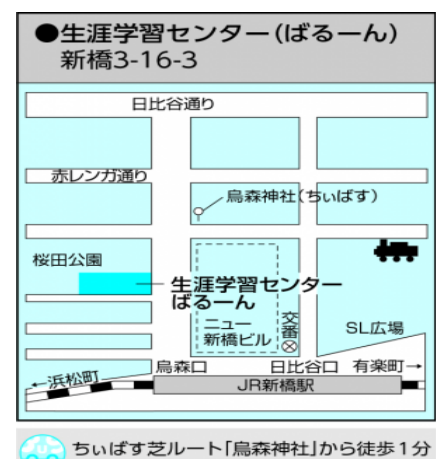 ●生涯学習センター(ばるーん)
新橋3-16-3
日比谷通り
赤レンガ通り
烏森神社(ちぃばす)
桜田公園
生涯学習センター
ばるーん
ニュー
新橋ビル
交番
SL広場
烏森口
日比谷口
有楽町→
←浜松町
JR新橋駅
ちぃばす芝ルート「烏森神社」から徒歩1分